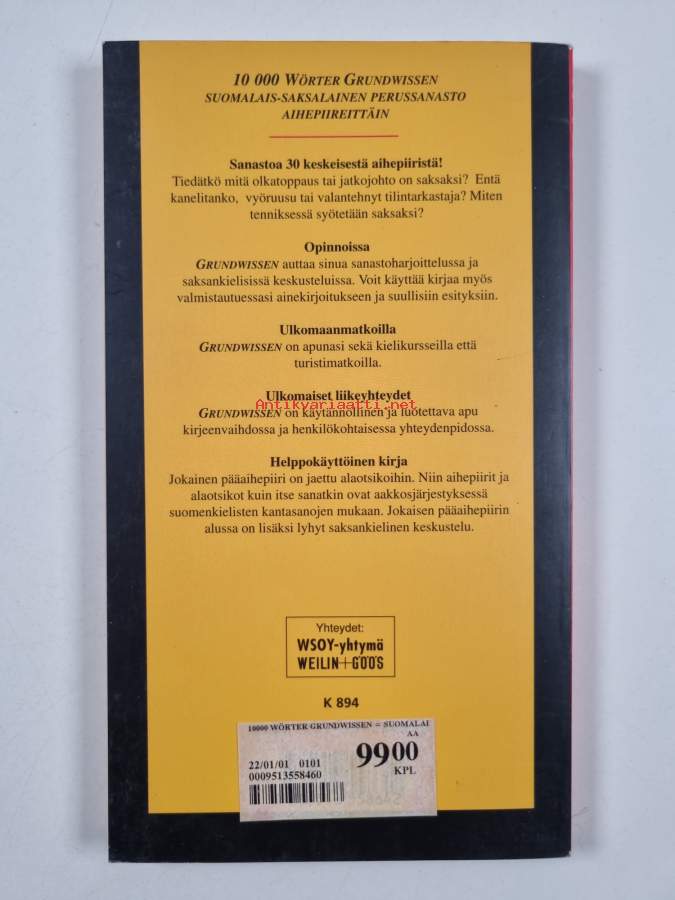 10 000 WÖRTER GRUNDWISSEN
SUOMALAIS-SAKSALAINEN PERUSSANASTO
AIHEPIIREITTÄIN
Sanastoa 30 keskeisestä aihepiiristä!
Tiedätkö mitä olkatoppaus tai jatkojohto on saksaksi? Entä
kanelitanko, vyöruusu tai valantehnyt tilintarkastaja? Miten
tenniksessä syötetään saksaksi?
Opinnoissa
GRUNDWISSEN auttaa sinua sanastoharjoittelussa ja
saksankielisissä keskusteluissa. Voit käyttää kirjaa myös
valmistautuessasi ainekirjoitukseen ja suullisiin esityksiin.
Ulkomaanmatkoilla
GRUNDWISSEN on apunasi sekä kielikursseilla että
turistimatkoilla.
Ulkomaiset liikeyhteydet
Antikvariaatti.net
GRUNDWISSEN on käytännöllinen ja luotettava apu
kirjeenvaihdossa ja henkilökohtaisessa yhteydenpidossa.
Helppokäyttöinen kirja
Jokainen pääaihepiiri on jaettu alaotsikoihin. Niin aihepiirit ja
alaotsikot kuin itse sanatkin ovat aakkosjärjestyksessä
suomenkielisten kantasanojen mukaan. Jokaisen pääaihepiirin
alussa on lisäksi lyhyt saksankielinen keskustelu.
Yhteydet:
WSOY-yhtymä
WEILIN+GÖÖS
K 894
10000 WÖRTER GRUNDWISSEN = SUOMALAI
AA
22/01/01 0101
9900
0009513558460
KPL